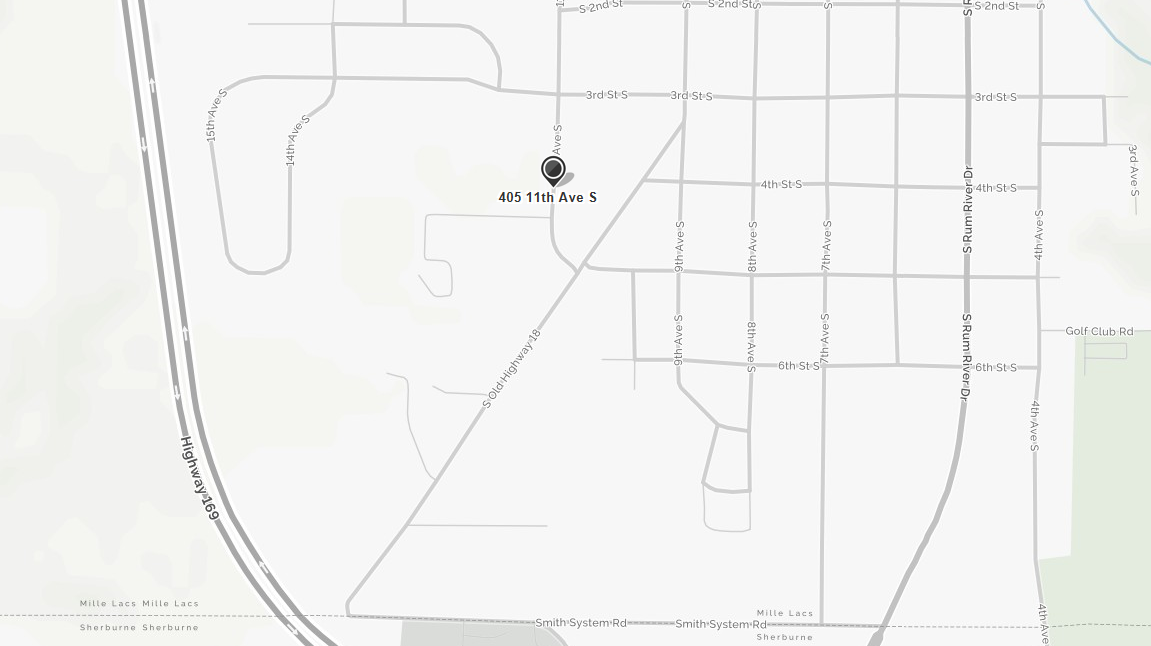 S 2nd St
S 2nd St
S 2nd St
3rd St S
3rd St S
3rd St S
15th Ave S
14th Ave S
Ave S
3rd Ave S
405 11th Ave S
4th St S
4th St S
S Rum River Dr
9th Ave S
8th Ave S
7th Ave S
4th Ave S
9th Ave S
8th Ave S
7th Ave S
S Rum River Dr
Golf Club Rd
S Old Highway 18
6th St S
6th St S
4th Ave S
Highway 169
Mille Lacs Mille Lacs
Sherburne Sherburne
Mille Lacs
Sherburne
Smith System Rd
Smith System Rd
4th Ave